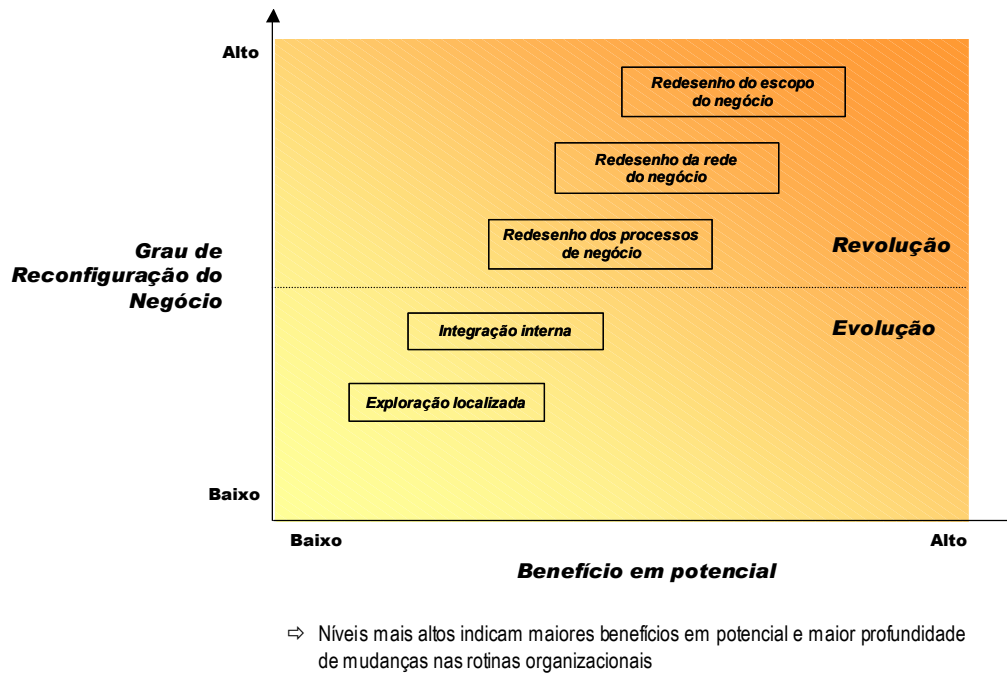 Alto
Redesenho do escopo
do negócio
Redesenho da rede
do negócio
Redesenho dos processos
de negócio
Revolução
Grau de
Reconfiguração do
Negócio
Integração interna
Evolução
Exploração localizada
Baixo
Baixo
Alto
Benefício em potencial
⇨ Níveis mais altos indicam maiores benefícios em potencial e maior profundidade
de mudanças nas rotinas organizacionais